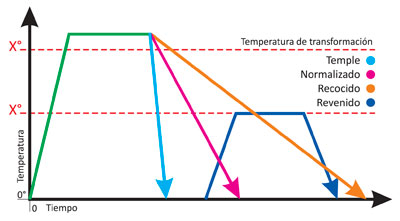 Temperatura de transformación
X°
Temple
Normalizado
Recocido
Revenido
X°
Temperatura
0°
0
Tiempo